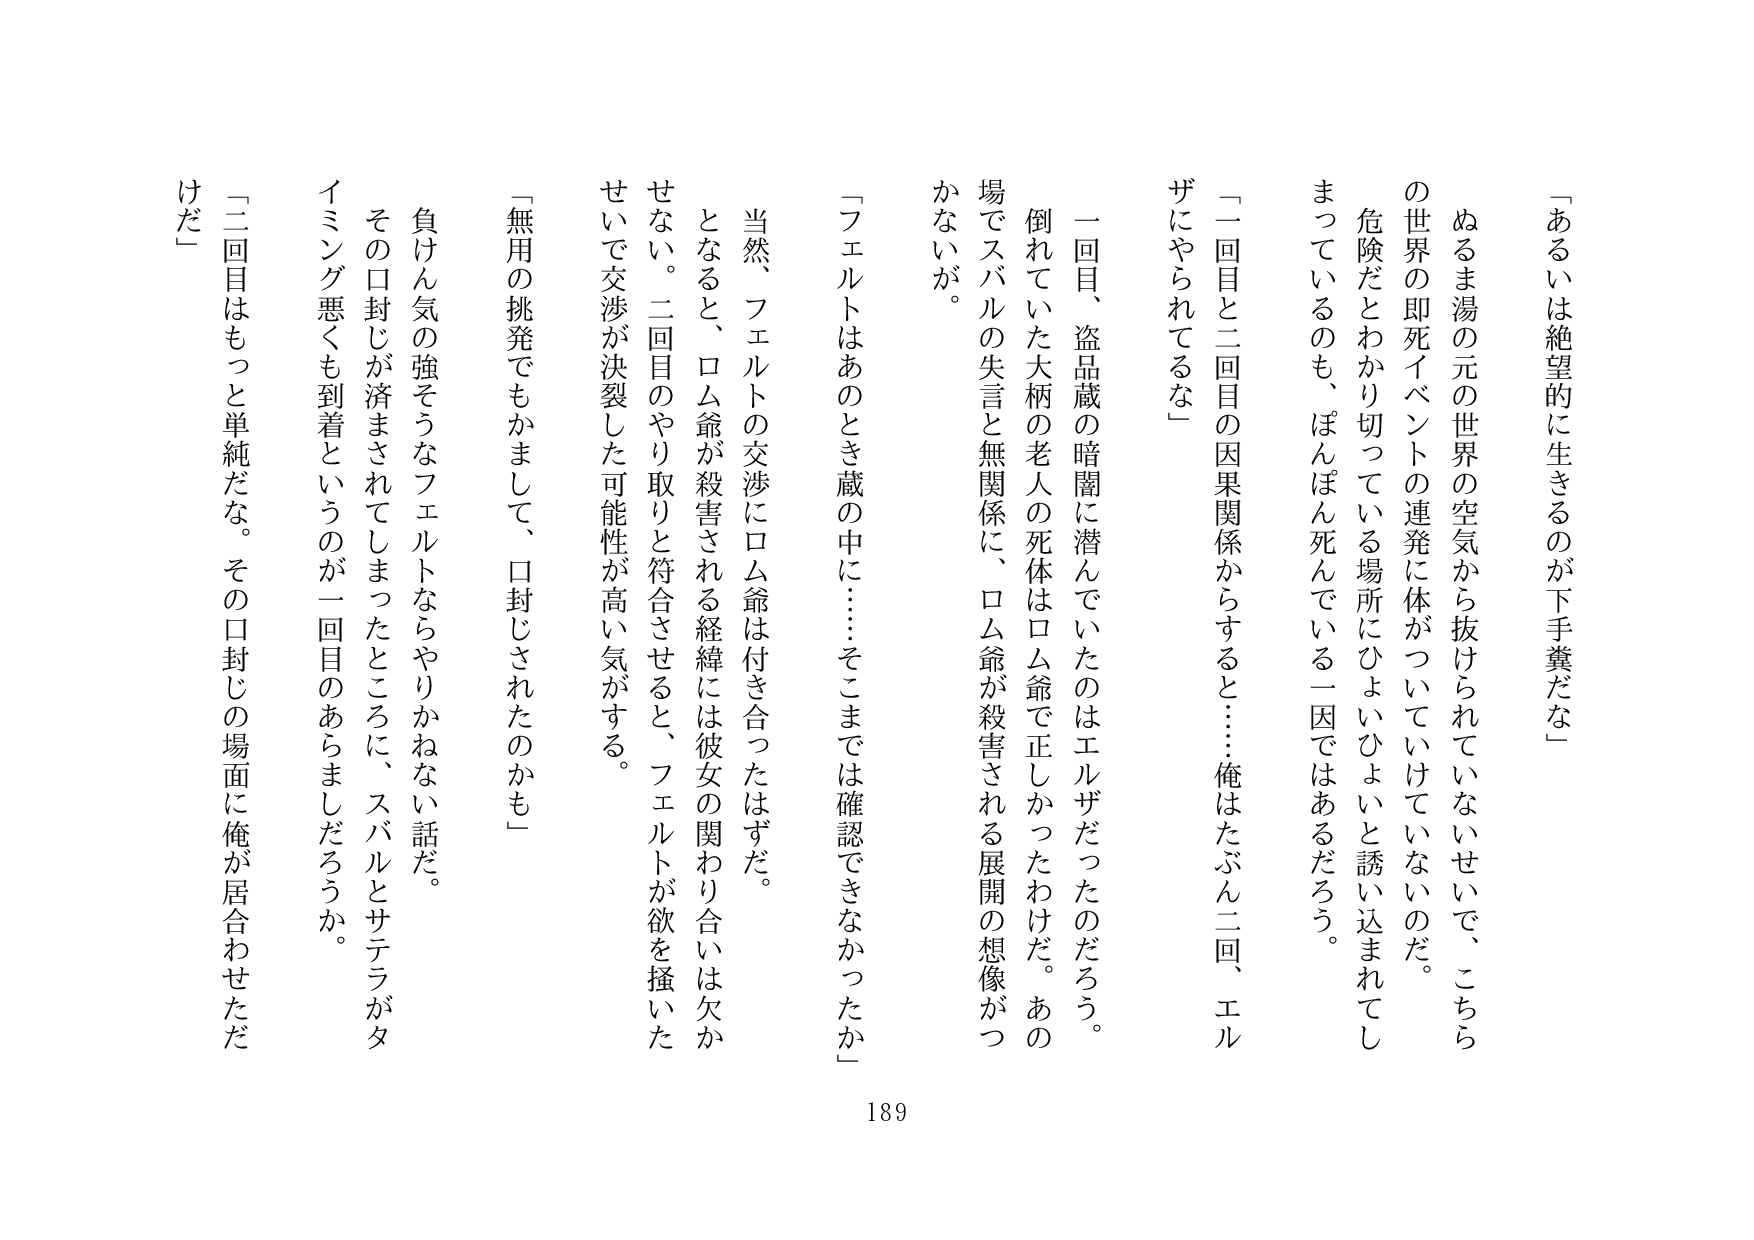 「あるいは絶望的に生きるのが下手糞だな」
　ぬるま湯の元の世界の空気から抜けられていないせいで、こちら
の世界の即死イベントの連発に体がついていけていないのだ。
　危険だとわかり切っている場所にひょいひょいと誘い込まれてし
まっているのも、ぽんぽん死んでいる一因ではあるだろう。
「一回目と二回目の因果関係からすると……俺はたぶん二回、エル
ザにやられてるな」
　一回目、盗品蔵の暗闇に潜んでいたのはエルザだったのだろう。
　倒れていた大柄の老人の死体はロム爺で正しかったわけだ。あの
場でスバルの失言と無関係に、ロム爺が殺害される展開の想像がつ
かないが。
「フェルトはあのとき蔵の中に……そこまでは確認できなかったか」
　当然、フェルトの交渉にロム爺は付き合ったはずだ。
　となると、ロム爺が殺害される経緯には彼女の関わり合いは欠か
せない。二回目のやり取りと符合させると、フェルトが欲を掻いた
せいで交渉が決裂した可能性が高い気がする。
「無用の挑発でもかまして、口封じされたのかも」
　負けん気の強そうなフェルトならやりかねない話だ。
　その口封じが済まされてしまったところに、スバルとサテラがタ
イミング悪くも到着というのが一回目のあらましだろうか。
「二回目はもっと単純だな。その口封じの場面に俺が居合わせただ
けだ」
189